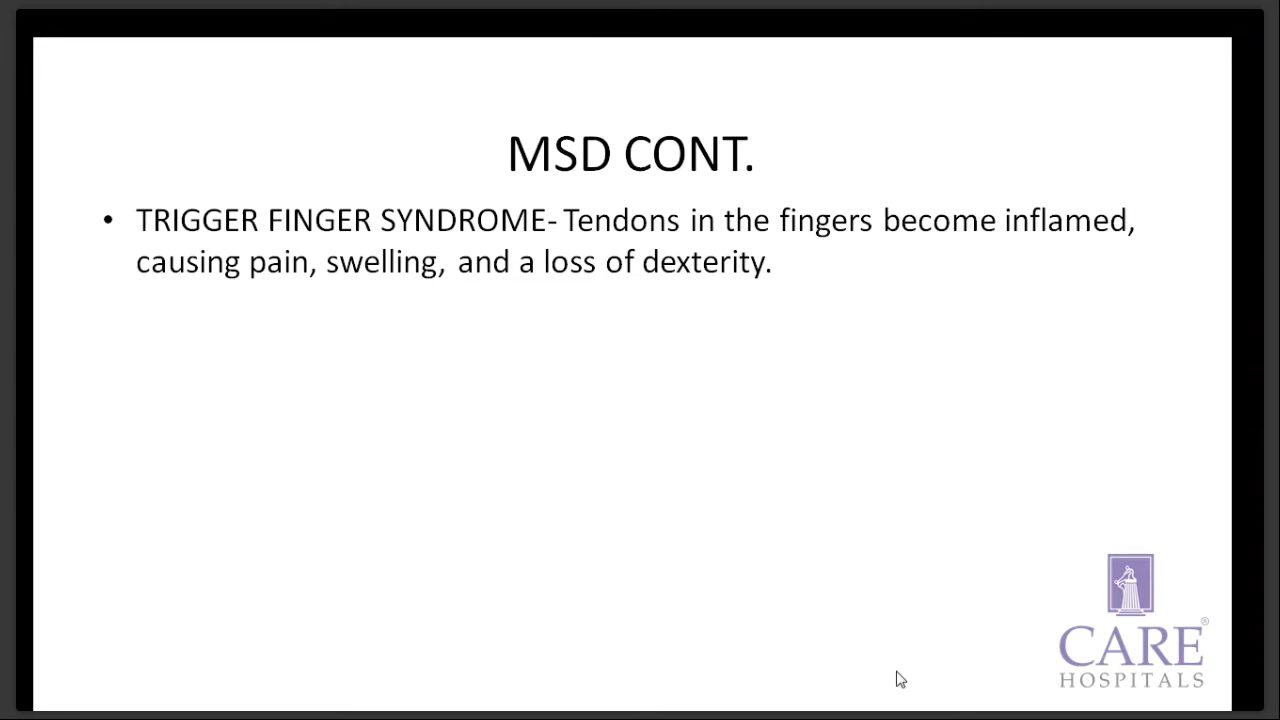 MSD CONT.
• TRIGGER FINGER SYNDROME- Tendons in the fingers become inflamed,
causing pain, swelling, and a loss of dexterity.
CARE®
HOSPITALS